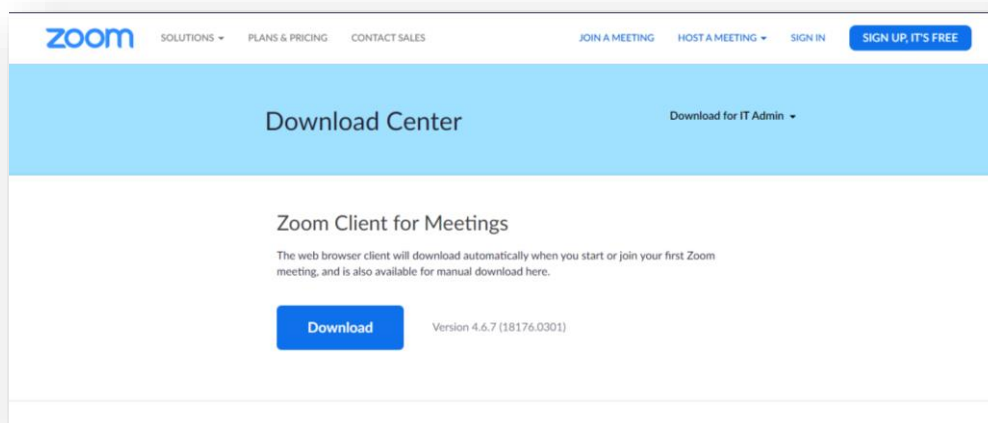 zoom SOLUTIONS PLANS & PRICING CONTACT SALES JOIN A MEETING HOST A MEETING SIGN IN SIGN UP, IT'S FREE
Download Center Download for IT Admin
Zoom Client for Meetings
The web browser client will download automatically when you start or join your first Zoom
meeting, and is also available for manual download here.
Download Version 4.6.7 (18176.0301)